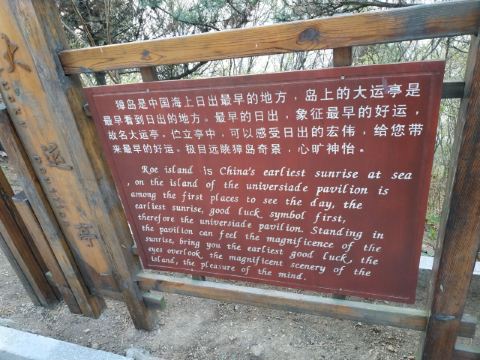 大运亭
獐岛是中国海上日出最早的地方，岛上的大运亭是
最早看到日出的地方。最早的日出，象征最早的好运，
故名大运亭。伫立亭中，可以感受日出的宏伟，给您带
来最早的好运。极目远眺獐岛奇景，心旷神怡。
Roe island is China's earliest sunrise at sea
, on the island of the universiade pavilion is
among the first places to see the day, the
earliest sunrise, good luck symbol first,
therefore the universiade pavilion. Standing in
the pavilion can feel the magnificence of the
sunrise, bring you the earliest good luck, the
eyes overlook, the magnificent scenery of the
island, the pleasure of the mind.